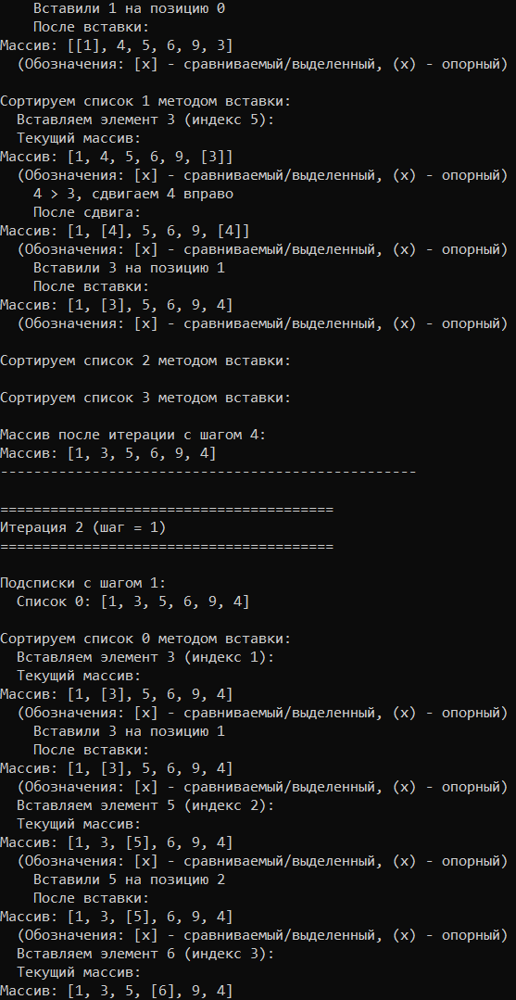 Вставили 1 на позицию 0
После вставки:
Массив: [[1], 4, 5, 6, 9, 3]
(Обозначения: [x] - сравниваемый/выделенный, (x) - опорный)
Сортируем список 1 методом вставки:
Вставляем элемент 3 (индекс 5):
Текущий массив:
Массив: [1, 4, 5, 6, 9, [3]]
(Обозначения: [x] - сравниваемый/выделенный, (x) - опорный)
4 > 3, сдвигаем 4 вправо
После сдвига:
Массив: [1, [4], 5, 6, 9, [4]]
(Обозначения: [x] - сравниваемый/выделенный, (x) - опорный)
Вставили 3 на позицию 1
После вставки:
Массив: [1, [3], 5, 6, 9, 4]
(Обозначения: [x] - сравниваемый/выделенный, (x) - опорный)
Сортируем список 2 методом вставки:
Сортируем список 3 методом вставки:
Массив после итерации с шагом 4:
Массив: [1, 3, 5, 6, 9, 4]
--------------------------------------------------
========================================
Итерация 2 (шаг = 1)
========================================
Подсписки с шагом 1:
Список 0: [1, 3, 5, 6, 9, 4]
Сортируем список 0 методом вставки:
Вставляем элемент 3 (индекс 1):
Текущий массив:
Массив: [1, [3], 5, 6, 9, 4]
(Обозначения: [x] - сравниваемый/выделенный, (x) - опорный)
Вставили 3 на позицию 1
После вставки:
Массив: [1, [3], 5, 6, 9, 4]
(Обозначения: [x] - сравниваемый/выделенный, (x) - опорный)
Вставляем элемент 5 (индекс 2):
Текущий массив:
Массив: [1, 3, [5], 6, 9, 4]
(Обозначения: [x] - сравниваемый/выделенный, (x) - опорный)
Вставили 5 на позицию 2
После вставки:
Массив: [1, 3, [5], 6, 9, 4]
(Обозначения: [x] - сравниваемый/выделенный, (x) - опорный)
Вставляем элемент 6 (индекс 3):
Текущий массив:
Массив: [1, 3, 5, [6], 9, 4]